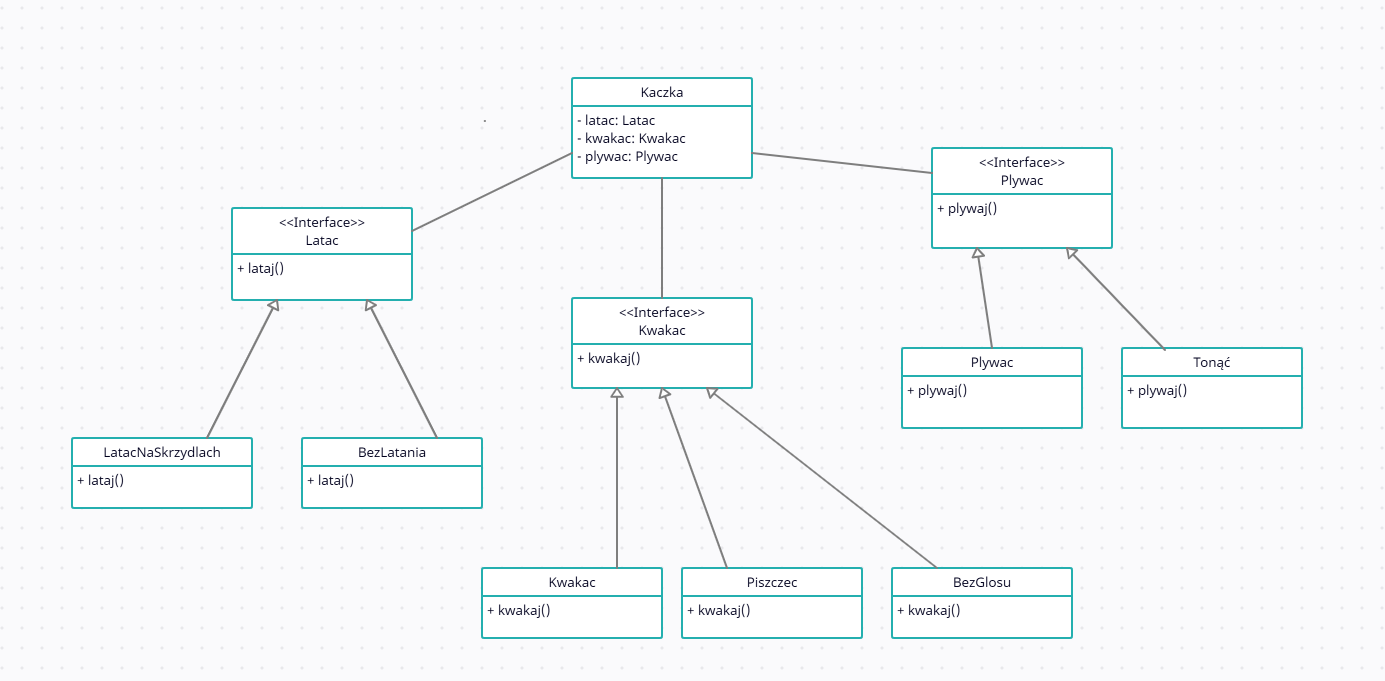 Kaczka
- latac: Latac
- kwakac: Kwakac
- plywac: Plywac
<<Interface>>
Plywac
+ plywaj()
<<Interface>>
Latac
+ lataj()
<<Interface>>
Kwakac
+ kwakaj()
Plywac
+ plywaj()
Tonąć
+ plywaj()
LatacNaSkrzydlach
+ lataj()
BezLatania
+ lataj()
Kwakac
+ kwakaj()
Piszczec
+ kwakaj()
BezGlosu
+ kwakaj()